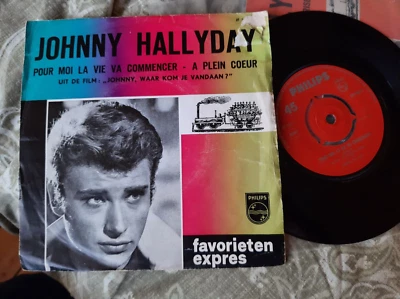 JOHNNY HALLYDAY
POUR MOI LA VIE VA COMMENCER - A PLEIN COEUR
UIT DE FILM: „JOHNNY, WAAR KOM JE VANDAAN?"
PHILIPS
favorieten
expres
PHILIPS
45